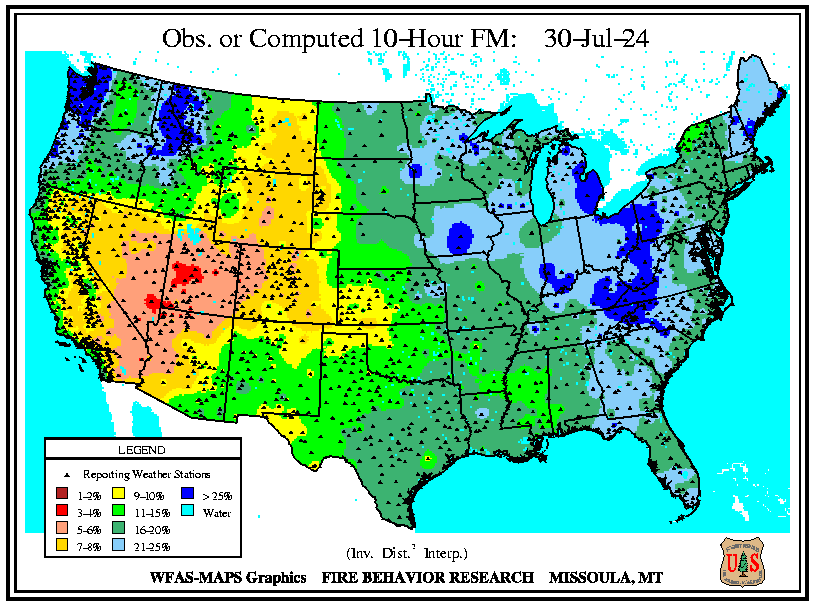 Obs. or Computed 10-Hour FM: 30-Jul-24
LEGEND
Reporting Weather Stations
1-2% 9-10% > 25%
3-4% 11-15% Water
5-6% 16-20%
7-8% 21-25%
(Inv. Dist.² Interp.)
WFAS-MAPS Graphics FIRE BEHAVIOR RESEARCH MISSOULA, MT
U S